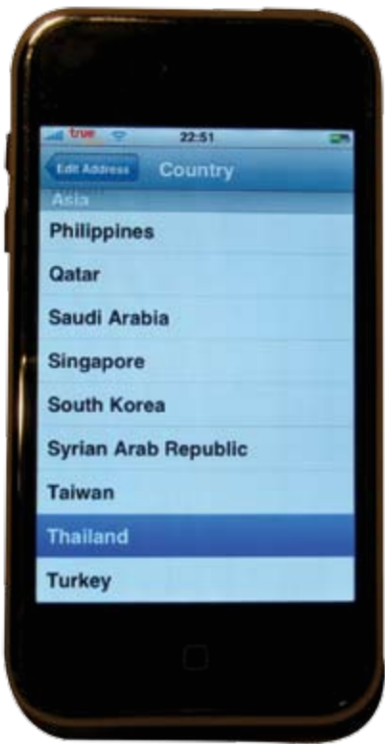 true
22:51
Edit Address
Country
Asia
Philippines
Qatar
Saudi Arabia
Singapore
South Korea
Syrian Arab Republic
Taiwan
Thailand
Turkey